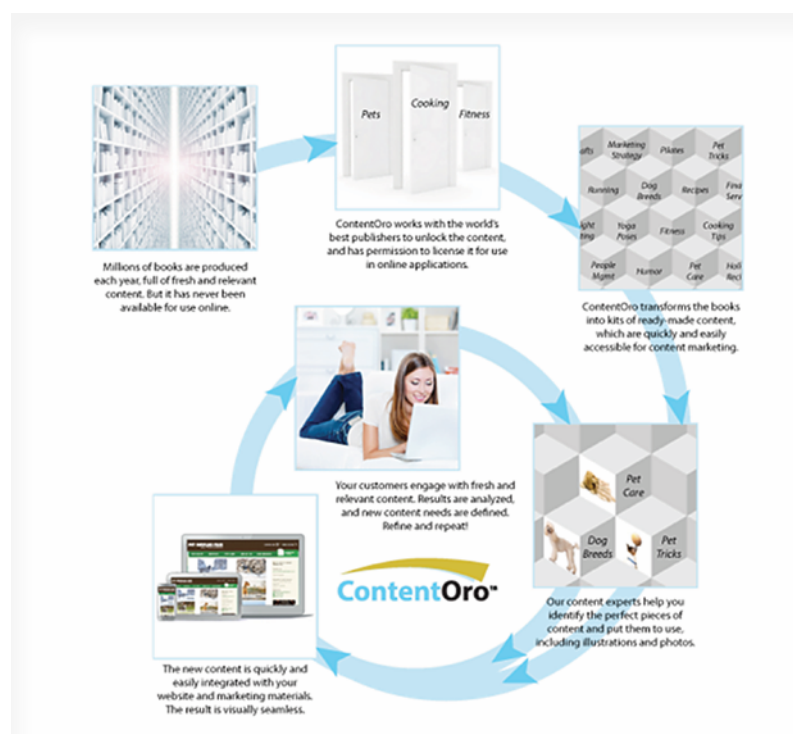 Pets
Cooking
Fitness
ContentOro works with the world's
best publishers to unlock the content,
and has permission to license it for use
in online applications.
Millions of books are produced
each year, full of fresh and relevant
content. But it has never been
available for use online.
Marketing
Strategy
Pilates
Pet
Tricks
Running
Dog
Breeds
Recipes
Yoga
Poses
Fitness
Cooking
Tips
People
Mgmt
Humor
Pet
Care
ContentOro transforms the books
into kits of ready-made content,
which are quickly and easily
accessible for content marketing.
Your customers engage with fresh and
relevant content. Results are analyzed,
and new content needs are defined.
Refine and repeat!
Pet
Care
Dog
Breeds
Pet
Tricks
Our content experts help you
identify the perfect pieces of
content and put them to use,
including illustrations and photos.
ContentOro™
The new content is quickly and
easily integrated with your
website and marketing materials.
The result is visually seamless.